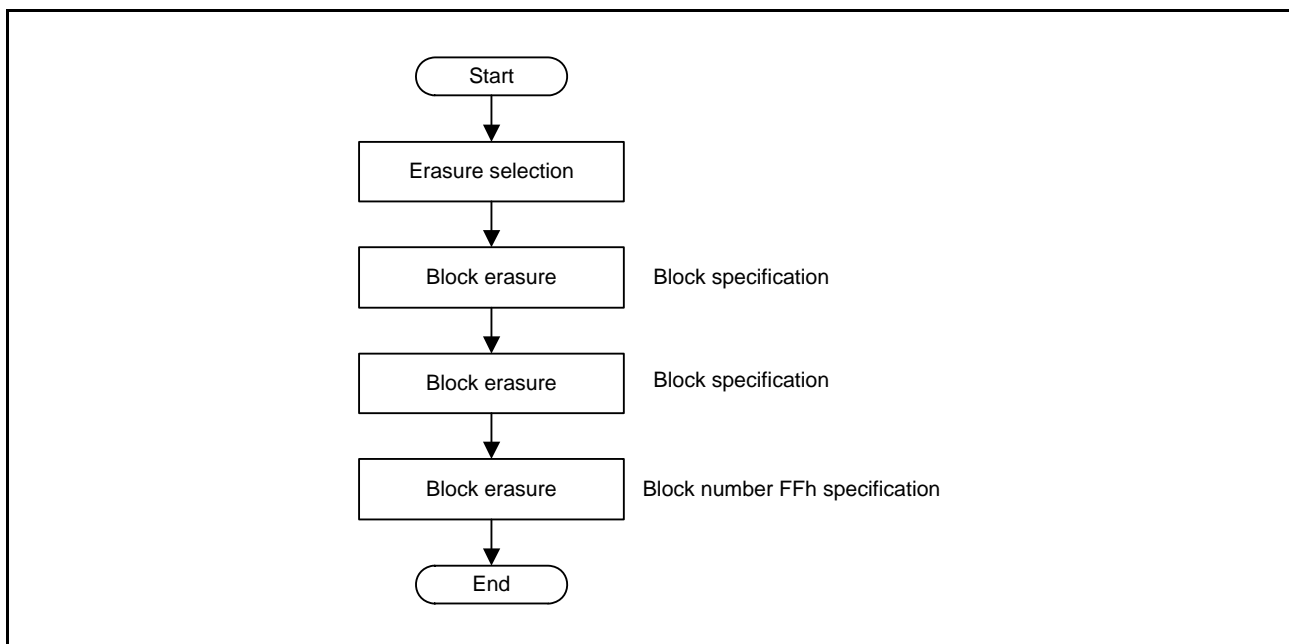 Start
Erasure selection
Block erasure
Block specification
Block erasure
Block specification
Block erasure
Block number FFh specification
End